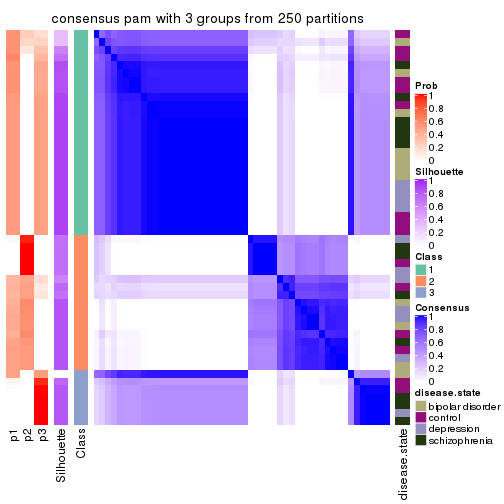 consensus pam with 3 groups from 250 partitions
Prob
1
0.8
0.6
0.4
0.2
0
Silhouette
1
0.8
0.6
0.4
0.2
0
Class
1
2
3
Consensus
1
0.8
0.6
0.4
0.2
0
disease.state
bipolar disorder
control
depression
schizophrenia
p1
p2
p3
Silhouette
Class
disease.state